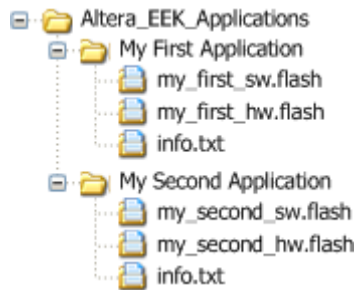 Altera_EEK_Applications
My First Application
my_first_sw.flash
my_first_hw.flash
info.txt
My Second Application
my_second_sw.flash
my_second_hw.flash
info.txt